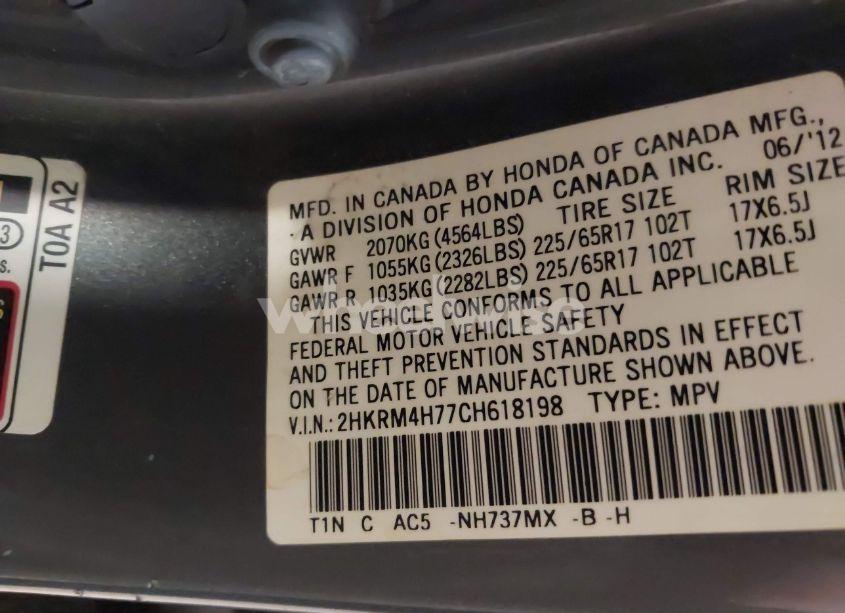 TOA A2
3
s.
S
MFD. IN CANADA BY HONDA OF CANADA MFG.,
· A DIVISION OF HONDA CANADA INC. 06/'12
TIRE SIZE RIM SIZE
GVWR 2070KG (4564LBS)
GAWR F 1055KG (2326LBS) 225/65R17 102T 17X6.5J
GAWR R 1035KG (2282LBS) 225/65R17 102T 17X6.5J
THIS VEHICLE CONFORMS TO ALL APPLICABLE
FEDERAL MOTOR VEHICLE SAFETY
AND THEFT PREVENTION STANDARDS IN EFFECT
ON THE DATE OF MANUFACTURE SHOWN ABOVE.
V.I.N.: 2HKRM4H77CH618198 TYPE: MPV
T1N C AC5 -NH737MX -B -H